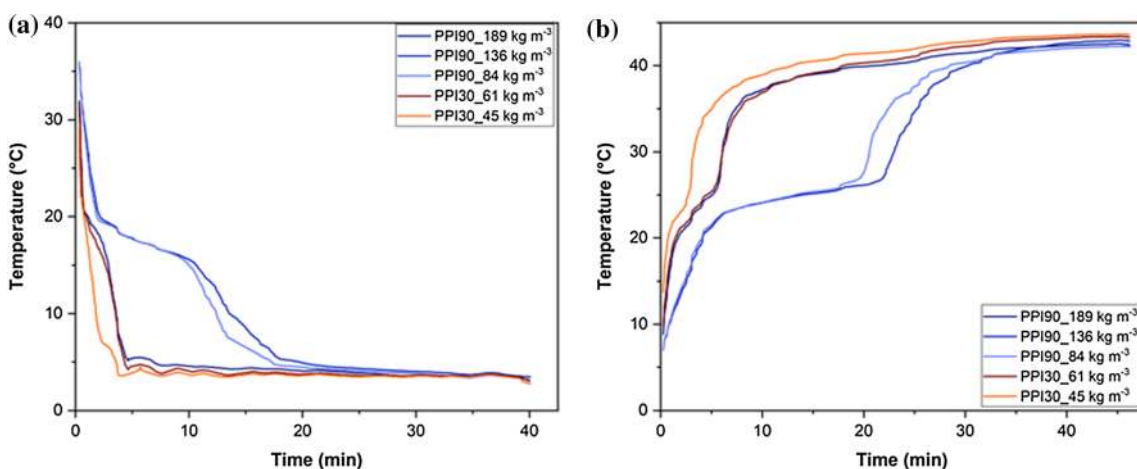 (a)
40
30
20
10
0
Temperature (°C)
0 10 20 30 40
Time (min)
PPI90_189 kg m⁻³
PPI90_136 kg m⁻³
PPI90_84 kg m⁻³
PPI30_61 kg m⁻³
PPI30_45 kg m⁻³
(b)
40
30
20
10
0
Temperature (°C)
0 10 20 30 40
Time (min)
PPI90_189 kg m⁻³
PPI90_136 kg m⁻³
PPI90_84 kg m⁻³
PPI30_61 kg m⁻³
PPI30_45 kg m⁻³